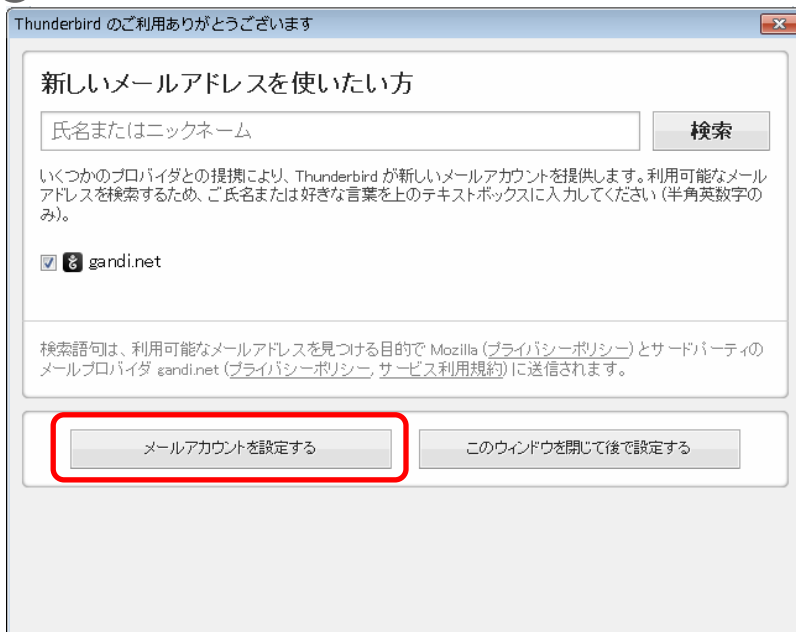 Thunderbird のご利用ありがとうございます
新しいメールアドレスを使いたい方
氏名またはニックネーム
検索
いくつかのプロバイダとの提携により、Thunderbird が新しいメールアカウントを提供します。利用可能なメール
アドレスを検索するため、ご氏名または好きな言葉を上のテキストボックスに入力してください (半角英数字の
み)。
gandi.net
検索語句は、利用可能なメールアドレスを見つける目的で Mozilla (プライバシーポリシー) とサードパーティの
メールプロバイダ gandi.net (プライバシーポリシー, サービス利用規約) に送信されます。
メールアカウントを設定する
このウィンドウを閉じて後で設定する